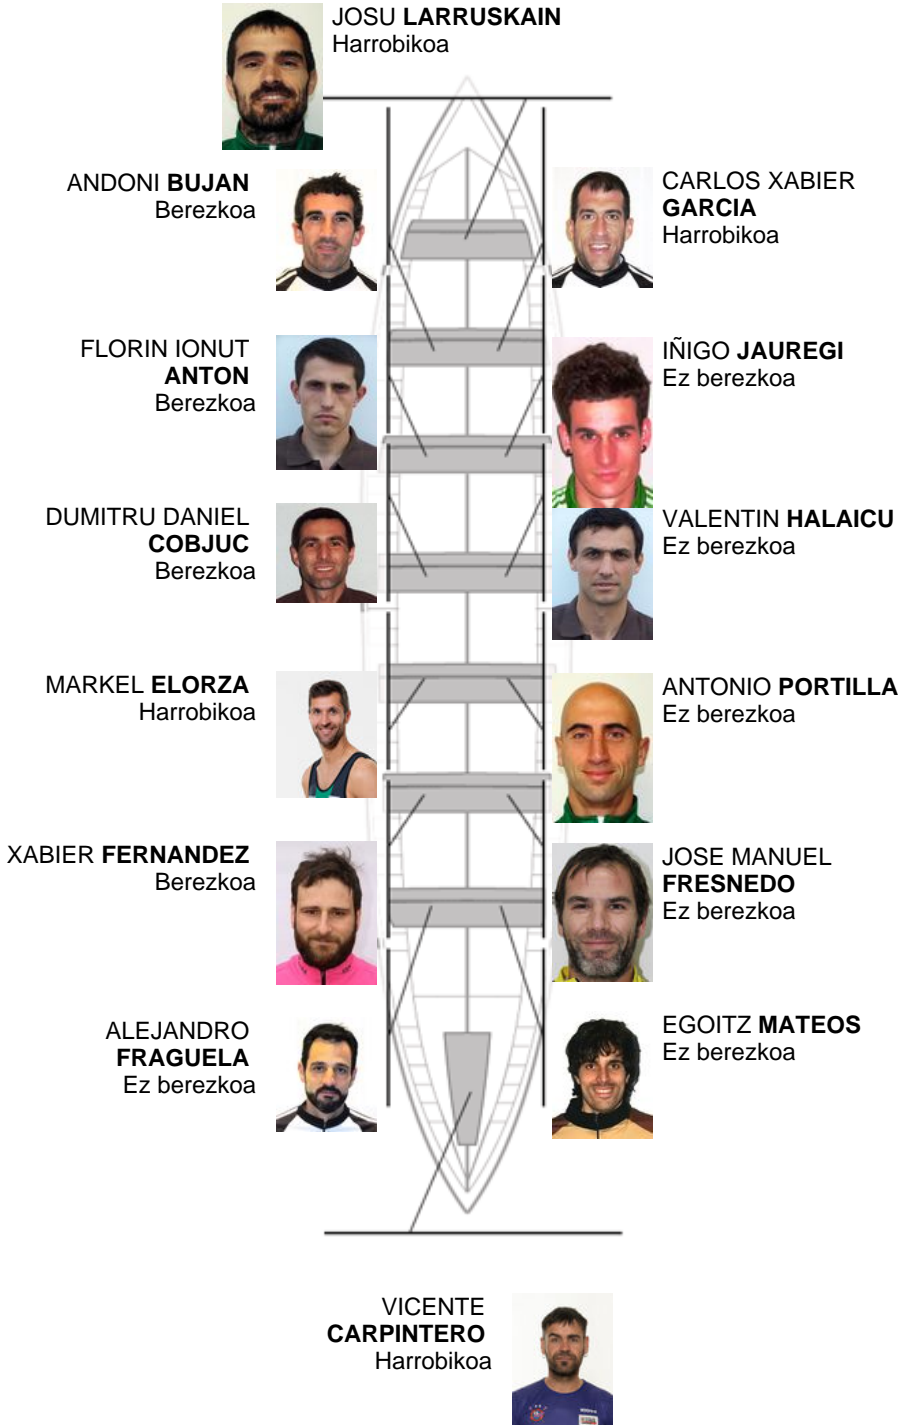 JOSU LARRUSKAIN
Harrobikoa
ANDONI BUJAN
Berezkoa
CARLOS XABIER
GARCIA
Harrobikoa
FLORIN IONUT
ANTON
Berezkoa
IÑIGO JAUREGI
Ez berezkoa
DUMITRU DANIEL
COBJUC
Berezkoa
VALENTIN HALAICU
Ez berezkoa
MARKEL ELORZA
Harrobikoa
ANTONIO PORTILLA
Ez berezkoa
XABIER FERNANDEZ
Berezkoa
JOSE MANUEL
FRESNEDO
Ez berezkoa
ALEJANDRO
FRAGUELA
Ez berezkoa
EGOITZ MATEOS
Ez berezkoa
VICENTE
CARPINTERO
Harrobikoa